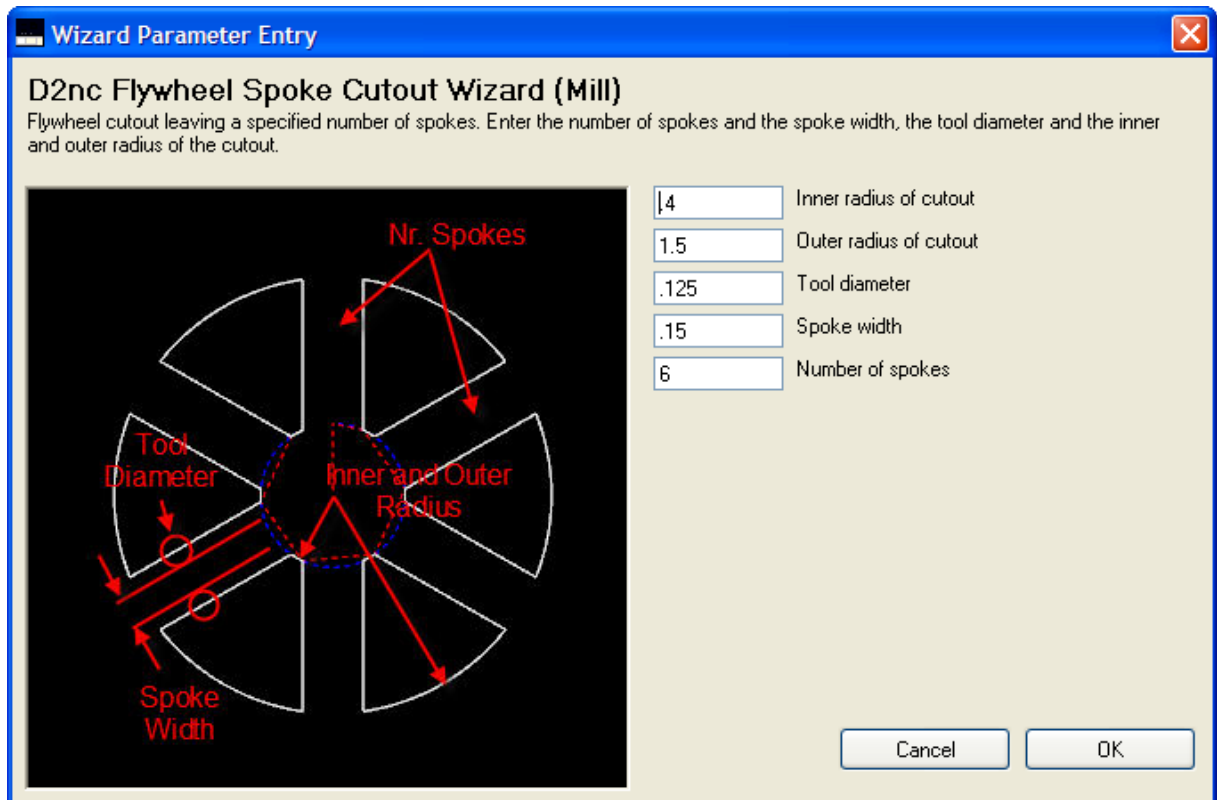 Wizard Parameter Entry
D2nc Flywheel Spoke Cutout Wizard (Mill)
Flywheel cutout leaving a specified number of spokes. Enter the number of spokes and the spoke width, the tool diameter and the inner
and outer radius of the cutout.
Nr. Spokes
Tool
Diameter
Inner and Outer
Radius
Spoke
Width
.4 Inner radius of cutout
1.5 Outer radius of cutout
.125 Tool diameter
.15 Spoke width
6 Number of spokes
Cancel OK